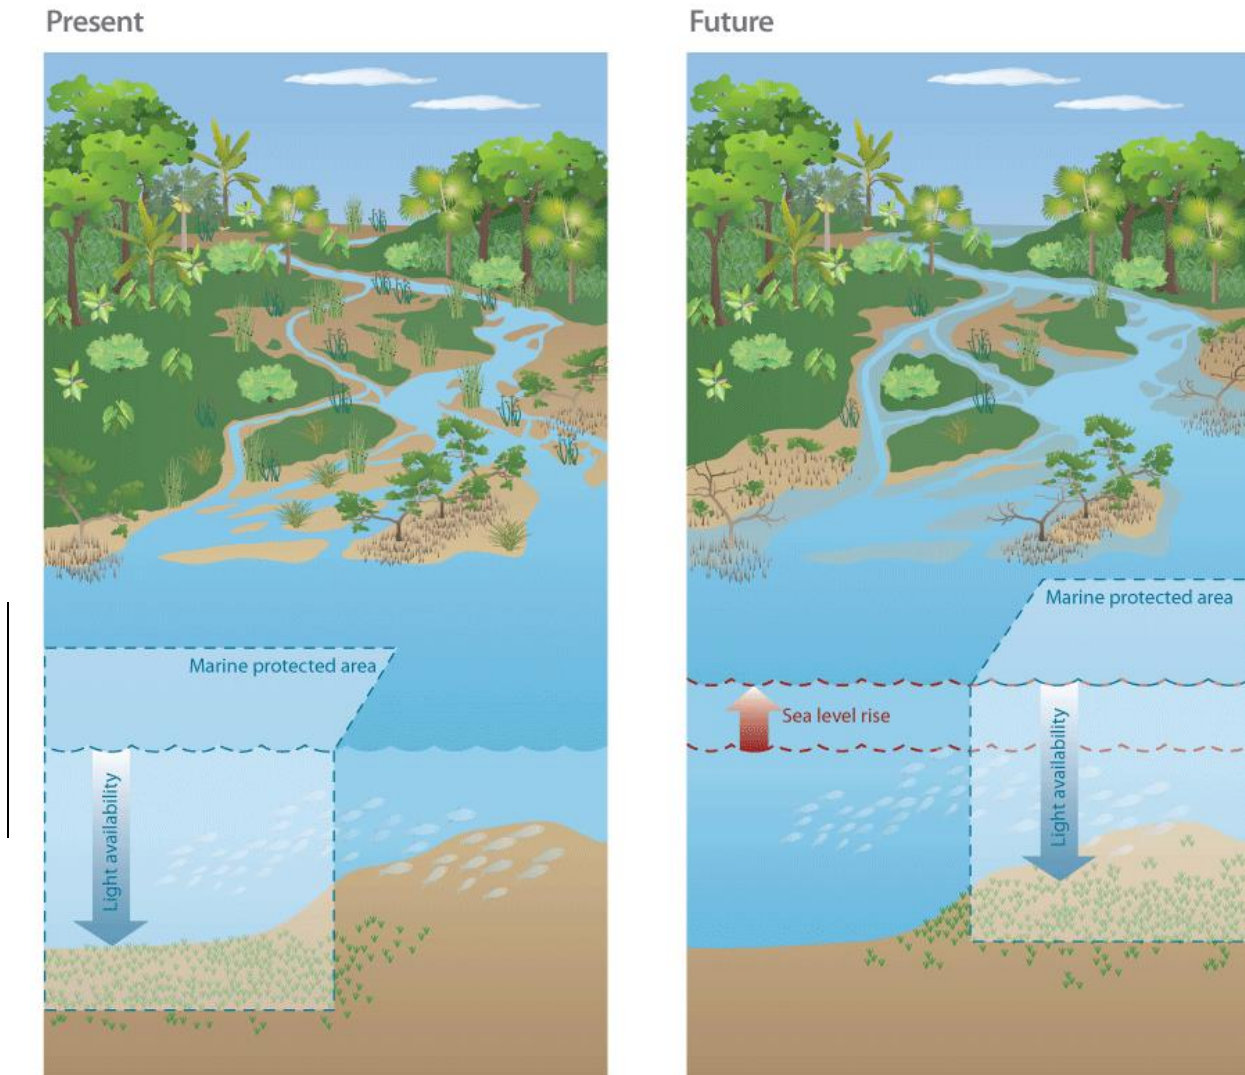 Present
Future
Marine protected area
Light availability
Marine protected area
Sea level rise
Light availability